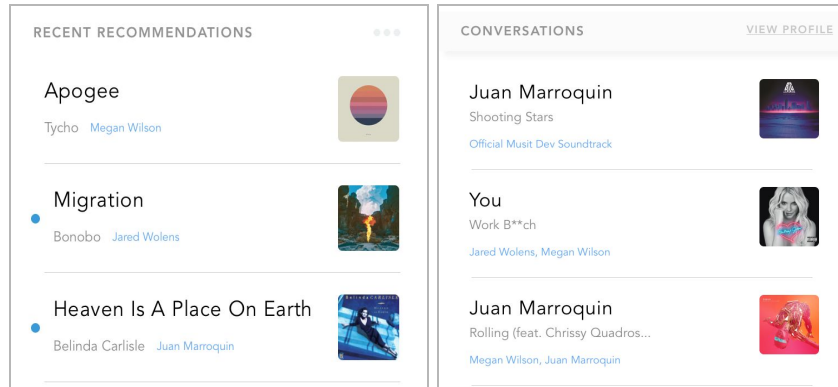 RECENT RECOMMENDATIONS
Apogee
Tycho Megan Wilson
Migration
Bonobo Jared Wolens
Heaven Is A Place On Earth
Belinda Carlisle Juan Marroquin
CONVERSATIONS VIEW PROFILE
Juan Marroquin
Shooting Stars
Official Musit Dev Soundtrack
You
Work B**ch
Jared Wolens, Megan Wilson
Juan Marroquin
Rolling (feat. Chrissy Quadros...
Megan Wilson, Juan Marroquin